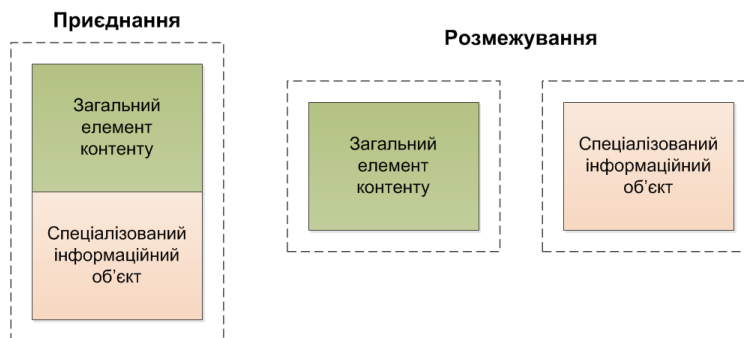 Приєднання
Загальний
елемент
контенту
Спеціалізований
інформаційний
об'єкт
Розмежування
Загальний
елемент
контенту
Спеціалізований
інформаційний
об'єкт